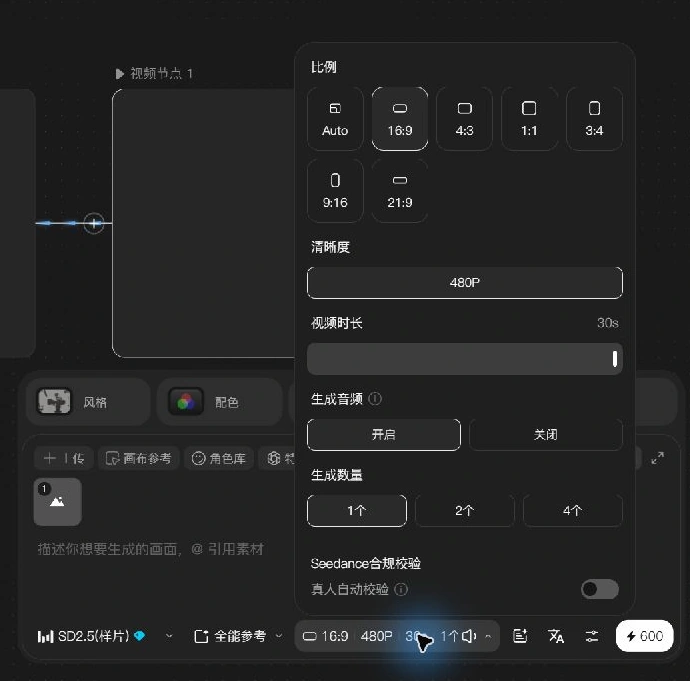 比例
视频节点 1
Auto
16:9
4:3
1:1
3:4
9:16
21:9
清晰度
480P
视频时长
30s
生成音频
开启
关闭
风格
配色
生成数量
1个
2个
4个
画布参考
角色库
1
描述你想要生成的画面，@ 引用素材
Seedance合规校验
真人自动校验
SD2.5(样片)
全能参考
16:9
480P
1个
600